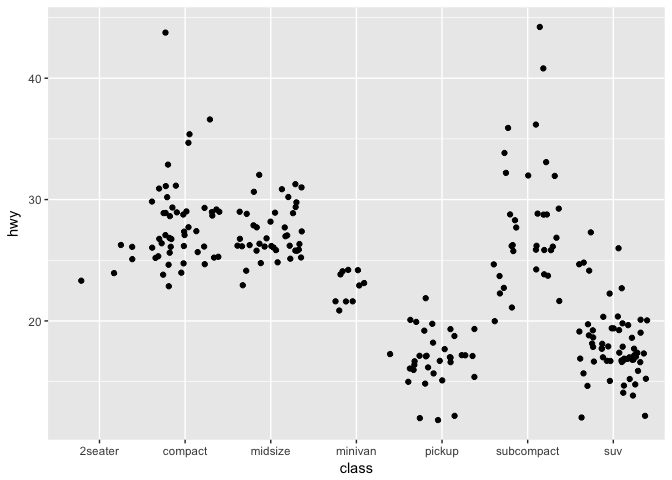 40
30
20
hwy
2seater compact midsize minivan pickup subcompact suv
class